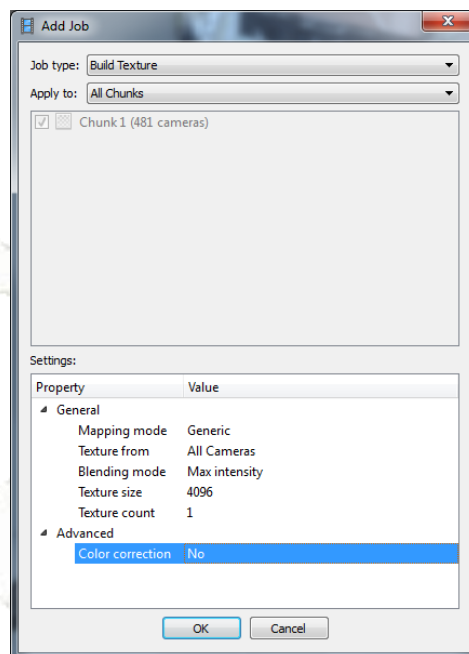 Add Job
Job type: Build Texture
Apply to: All Chunks
Chunk 1 (481 cameras)
Settings:
Property Value
General
Mapping mode Generic
Texture from All Cameras
Blending mode Max intensity
Texture size 4096
Texture count 1
Advanced
Color correction No
OK Cancel